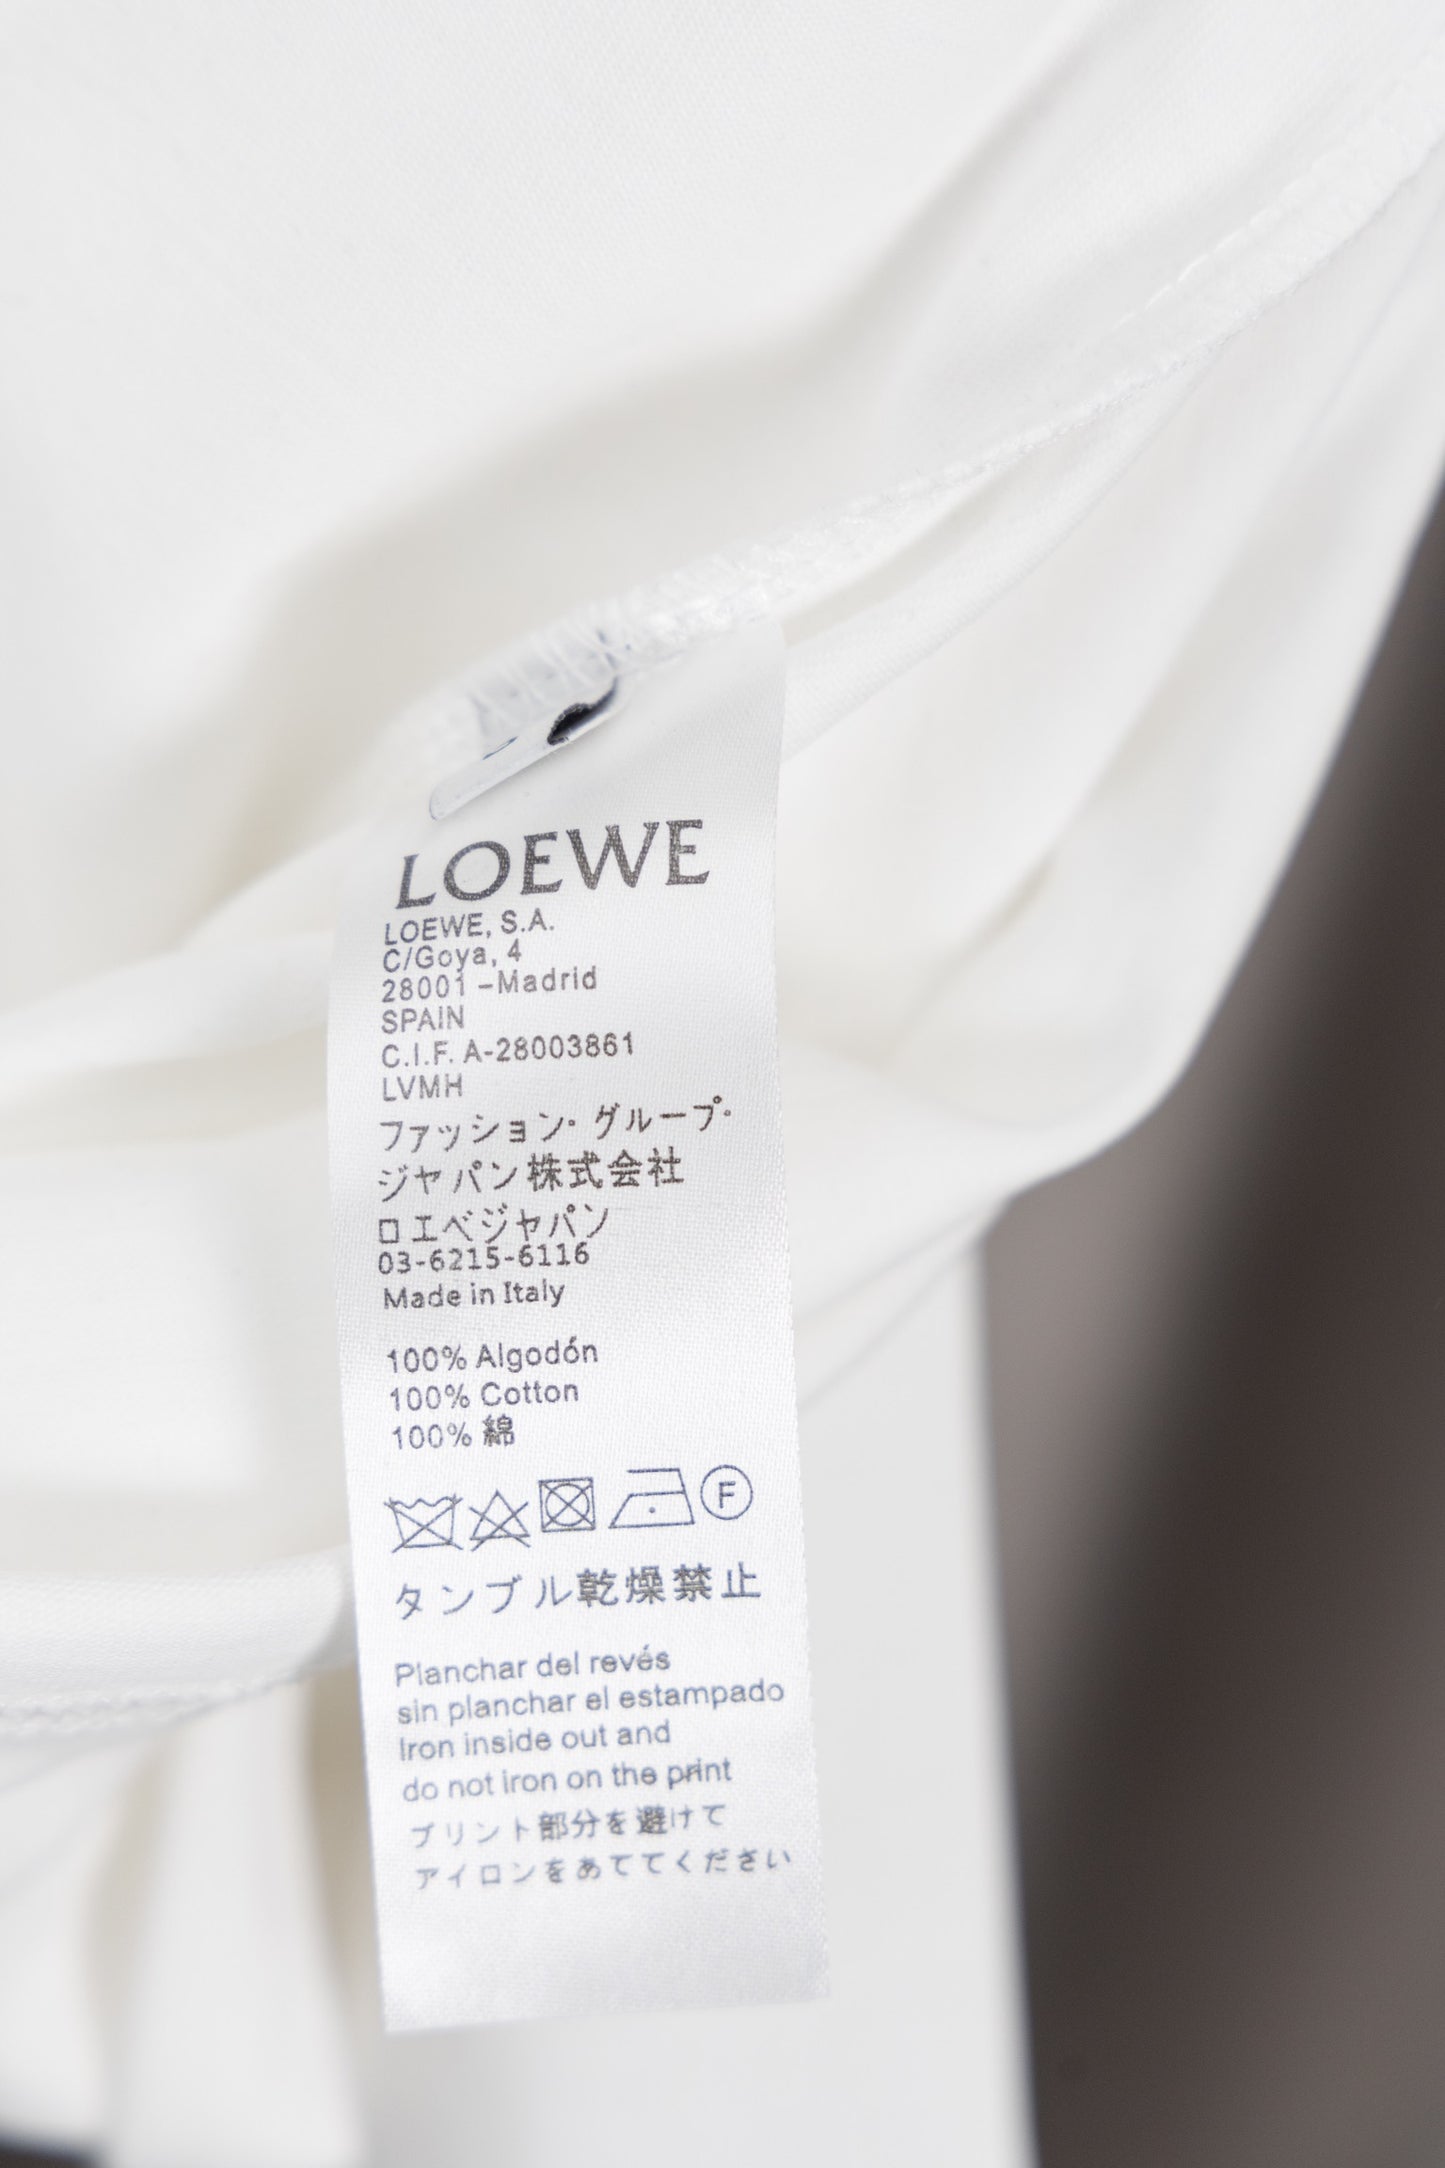 LOEWE
LOEWE, S.A.
C/Goya, 4
28001 –Madrid
SPAIN
C.I.F. A-28003861
LVMH
ファッション・グループ・
ジャパン株式会社
ロエベジャパン
03-6215-6116
Made in Italy
100% Algodón
100% Cotton
100% 綿
F
タンブル乾燥禁止
Planchar del revés
sin planchar el estampado
Iron inside out and
do not iron on the print
プリント部分を避けて
アイロンをあててください